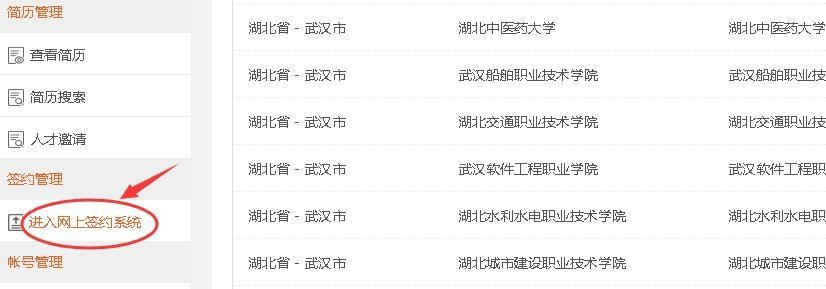 简历管理
查看简历
简历搜索
人才邀请
签约管理
进入网上签约系统
帐号管理
湖北省 - 武汉市 湖北中医药大学 湖北中医药大学
湖北省 - 武汉市 武汉船舶职业技术学院 武汉船舶职业技
湖北省 - 武汉市 湖北交通职业技术学院 湖北交通职业技
湖北省 - 武汉市 武汉软件工程职业学院 武汉软件工程职
湖北省 - 武汉市 湖北水利水电职业技术学院 湖北水利水电职
湖北省 - 武汉市 湖北城市建设职业技术学院 湖北城市建设职